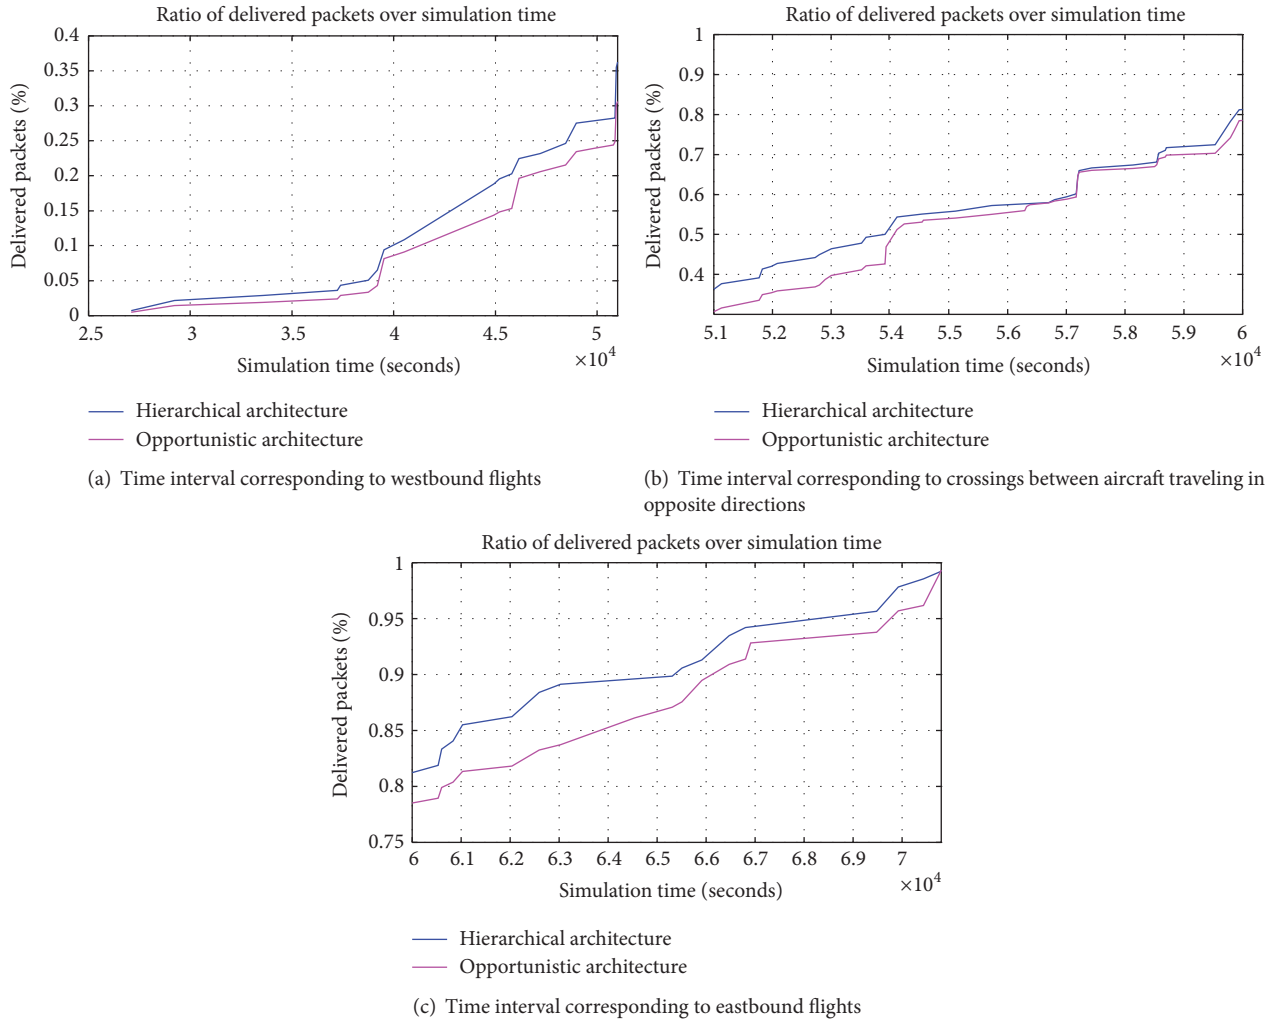 Ratio of delivered packets over simulation time
Delivered packets (%)
0.4
0.35
0.3
0.25
0.2
0.15
0.1
0.05
0
2.5 3 3.5 4 4.5 5
×10⁴
Simulation time (seconds)
Hierarchical architecture
Opportunistic architecture
(a) Time interval corresponding to westbound flights
Ratio of delivered packets over simulation time
Delivered packets (%)
1
0.9
0.8
0.7
0.6
0.5
0.4
5.1 5.2 5.3 5.4 5.5 5.6 5.7 5.8 5.9 6
×10⁴
Simulation time (seconds)
Hierarchical architecture
Opportunistic architecture
(b) Time interval corresponding to crossings between aircraft traveling in
opposite directions
Ratio of delivered packets over simulation time
Delivered packets (%)
1
0.95
0.9
0.85
0.8
0.75
6 6.1 6.2 6.3 6.4 6.5 6.6 6.7 6.8 6.9 7
×10⁴
Simulation time (seconds)
Hierarchical architecture
Opportunistic architecture
(c) Time interval corresponding to eastbound flights